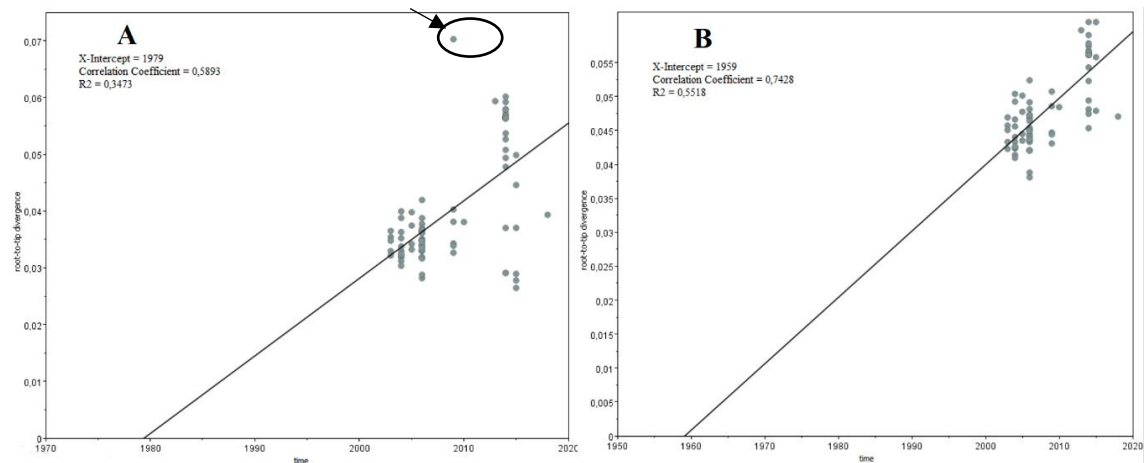 A
X-Intercept = 1979
Correlation Coefficient = 0,5893
R2 = 0,3473
root-to-tip divergence
0,07
0,06
0,05
0,04
0,03
0,02
0,01
0
1970
1980
1990
2000
2010
2020
time
B
X-Intercept = 1959
Correlation Coefficient = 0,7428
R2 = 0,5518
root-to-tip divergence
0,055
0,05
0,045
0,04
0,035
0,03
0,025
0,02
0,015
0,01
0,005
0
1950
1960
1970
1980
1990
2000
2010
2020
time